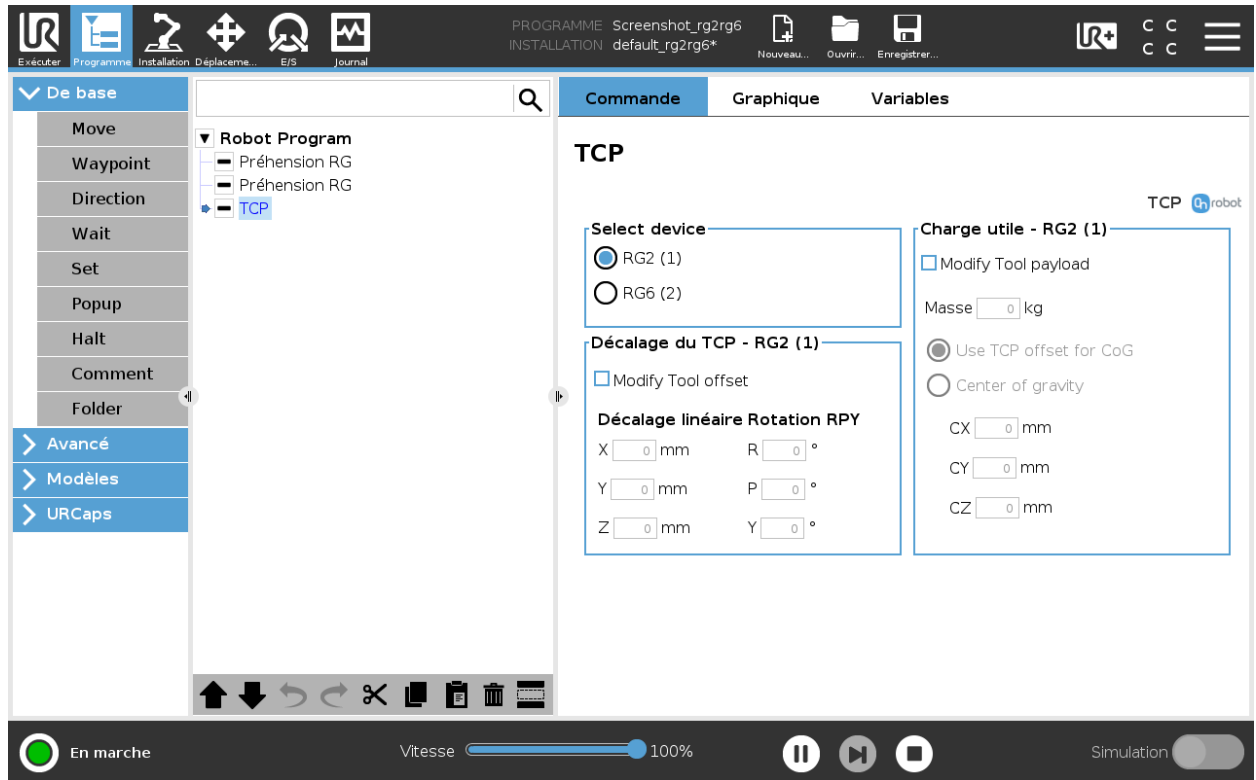 PROGRAMME Screenshot_rg2rg6
INSTALLATION default_rg2rg6*
UR
UR+
C C
C C
Exécuter
Programme
Installation
Déplaceme...
E/S
Journal
Nouveau...
Ouvrir...
Enregistrer...
De base
Move
Waypoint
Direction
Wait
Set
Popup
Halt
Comment
Folder
Avancé
Modèles
URCaps
Robot Program
Préhension RG
Préhension RG
TCP
Commande
Graphique
Variables
TCP
TCP On robot
Select device
RG2 (1)
RG6 (2)
Décalage du TCP - RG2 (1)
Modify Tool offset
Décalage linéaire Rotation RPY
X 0 mm R 0 °
Y 0 mm P 0 °
Z 0 mm Y 0 °
Charge utile - RG2 (1)
Modify Tool payload
Masse 0 kg
Use TCP offset for CoG
Center of gravity
CX 0 mm
CY 0 mm
CZ 0 mm
En marche
Vitesse
100%
Simulation